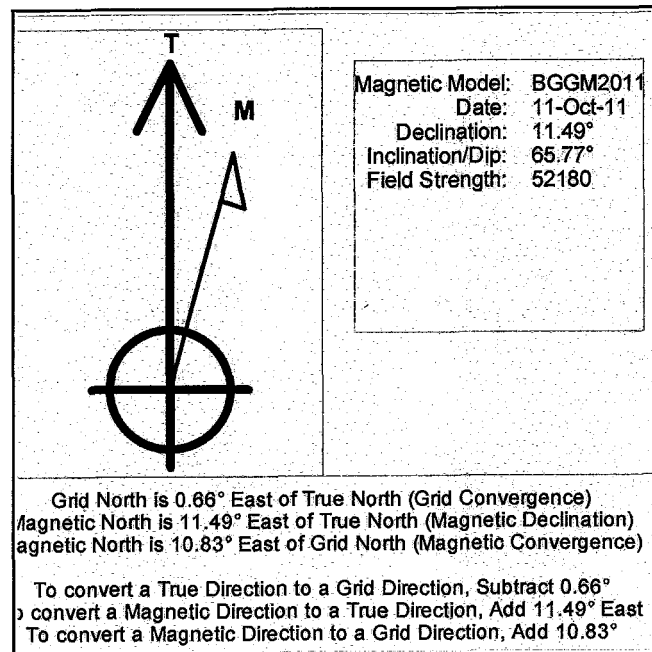 T
M
Magnetic Model: BGGM2011
Date: 11-Oct-11
Declination: 11.49°
Inclination/Dip: 65.77°
Field Strength: 52180
Grid North is 0.66° East of True North (Grid Convergence)
Magnetic North is 11.49° East of True North (Magnetic Declination)
agnetic North is 10.83° East of Grid North (Magnetic Convergence)
To convert a True Direction to a Grid Direction, Subtract 0.66°
o convert a Magnetic Direction to a True Direction, Add 11.49° East
To convert a Magnetic Direction to a Grid Direction, Add 10.83°